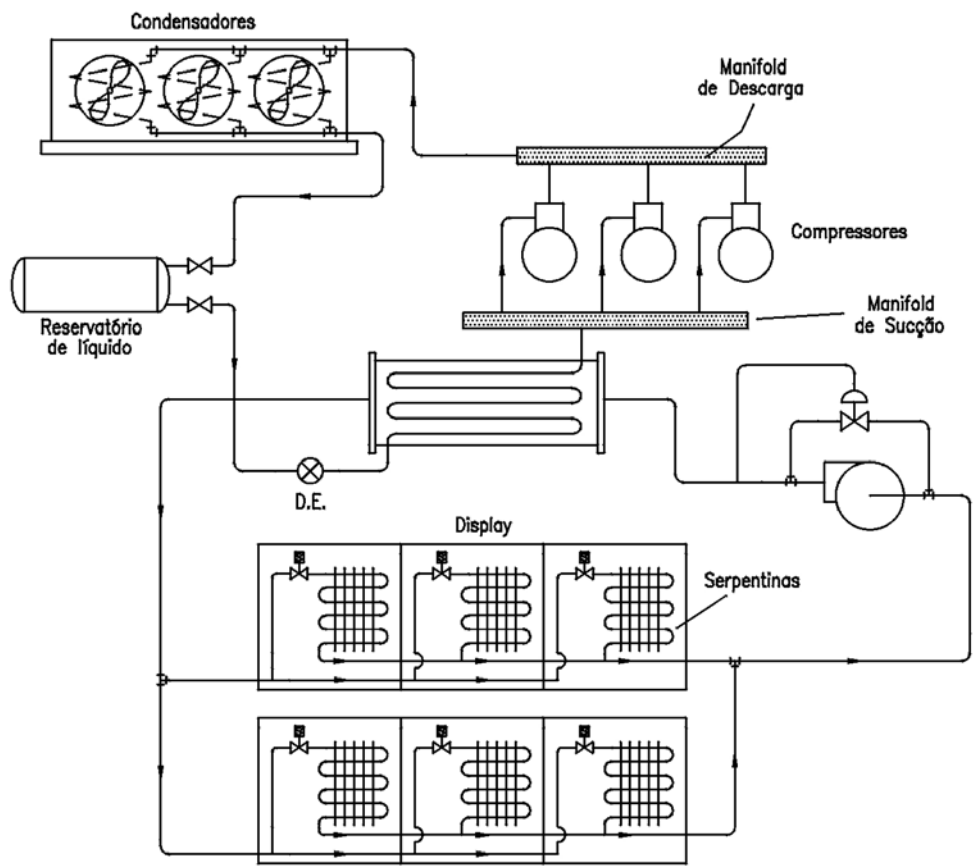 Condensadores
Manifold
de Descarga
Compressores
Manifold
de Sucção
Reservatório
de líquido
D.E.
Display
Serpentinas